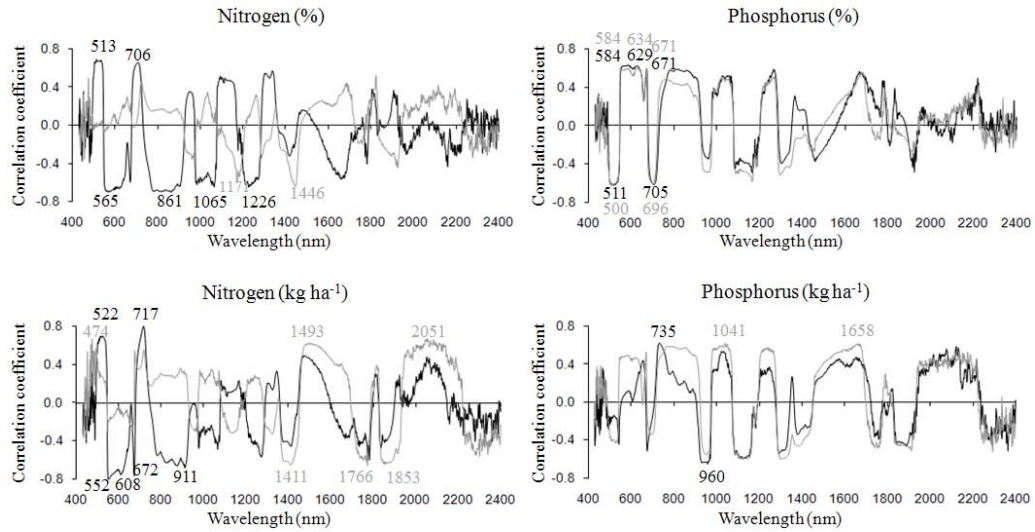 Nitrogen (%)
513 706
0.8
0.4
0.0
-0.4
-0.8
Correlation coefficient
1171 1446
565 861 1065 1226
400 600 800 1000 1200 1400 1600 1800 2000 2200 2400
Wavelength (nm)
Phosphorus (%)
584 634 671
584 629 671
0.8
0.4
0.0
-0.4
-0.8
Correlation coefficient
511 705
500 696
400 600 800 1000 1200 1400 1600 1800 2000 2200 2400
Wavelength (nm)
Nitrogen (kg ha-1)
522 717
474 1493 2051
0.8
0.4
0.0
-0.4
-0.8
Correlation coefficient
672 911 1411 1766 1853
552 608
400 600 800 1000 1200 1400 1600 1800 2000 2200 2400
Wavelength (nm)
Phosphorus (kg ha-1)
735 1041 1658
0.8
0.4
0.0
-0.4
-0.8
Correlation coefficient
960
400 600 800 1000 1200 1400 1600 1800 2000 2200 2400
Wavelength (nm)